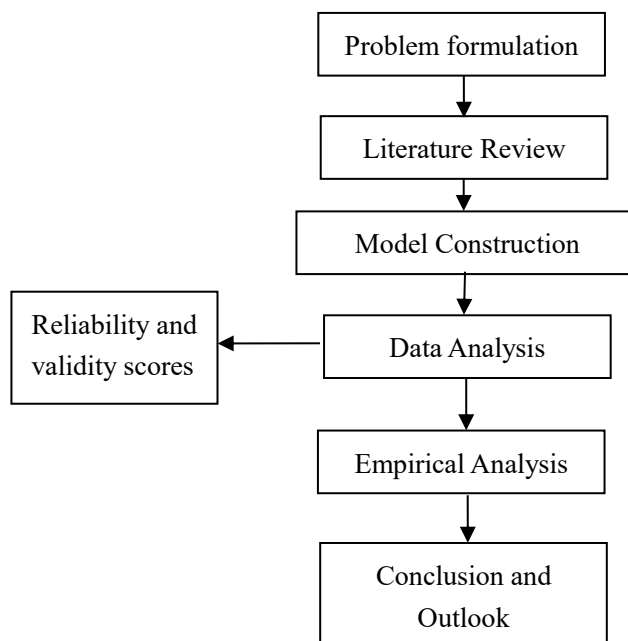 Problem formulation
Literature Review
Model Construction
Reliability and
validity scores
Data Analysis
Empirical Analysis
Conclusion and
Outlook